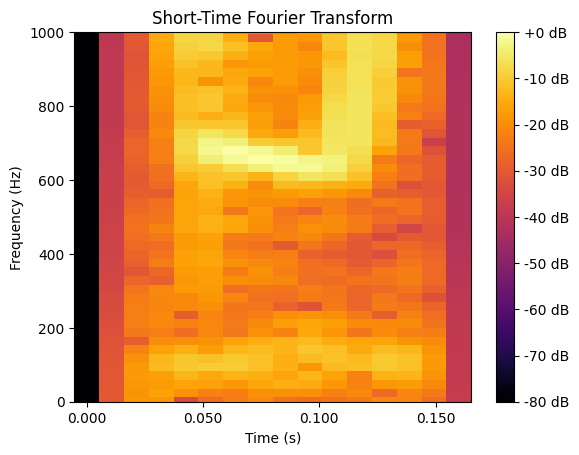 Short-Time Fourier Transform
1000
800
600
400
200
0
Frequency (Hz)
0.000
0.050
0.100
0.150
Time (s)
+0 dB
-10 dB
-20 dB
-30 dB
-40 dB
-50 dB
-60 dB
-70 dB
-80 dB